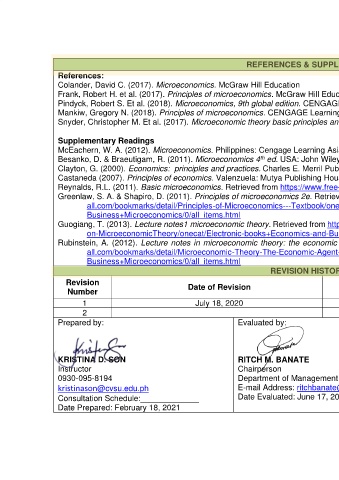 REFERENCES & SUPPL
References:
Colander, David C. (2017). Microeconomics. McGraw Hill Education
Frank, Robert H. et al. (2017). Principles of microeconomics. McGraw Hill Educ
Pindyck, Robert S. Et al. (2018). Microeconomics, 9th global edition. CENGAG
Mankiw, Gregory N. (2018). Principles of microeconomics. CENGAGE Learning
Snyder, Christopher M. Et al. (2017). Microeconomic theory basic principles an
Supplementary Readings
McEachern, W. A. (2012). Microeconomics. Philippines: Cengage Learning Asi
Besanko, D. & Braeutigam, R. (2011). Microeconomics 4th ed. USA: John Wiley
Clayton, G. (2000). Economics: principles and practices. Charles E. Merril Pub
Castaneda (2007). Principles of economics. Valenzuela: Mutya Publishing Hou
Reynalds, R.L. (2011). Basic microeconomics. Retrieved from https://www.free-
Greenlaw, S. A. & Shapiro, D. (2011). Principles of microeconomics 2e. Retriev
all.com/bookmarks/detail/Principles-of-Microeconomics---Textbook/one
Business+Microeconomics/0/all_items.html
Guogiang, T. (2013). Lecture notes1 microeconomic theory. Retrieved from http
on-MicroeconomicTheory/onecat/Electronic-books+Economics-and-Bu
Rubinstein, A. (2012). Lecture notes in microeconomic theory: the economic
all.com/bookmarks/detail/Microeconomic-Theory-The-Economic-Agent-
Business+Microeconomics/0/all_items.html
REVISION HISTOR
Revision Number
Date of Revision
1 July 18, 2020
2
Prepared by:
KRISTINA D. SON
Instructor
0930-095-8194
kristinason@cvsu.edu.ph
Consultation Schedule:
Date Prepared: February 18, 2021
Evaluated by:
RITCH M. BANATE
Chairperson
Department of Management
E-mail Address: ritchbanate@
Date Evaluated: June 17, 20